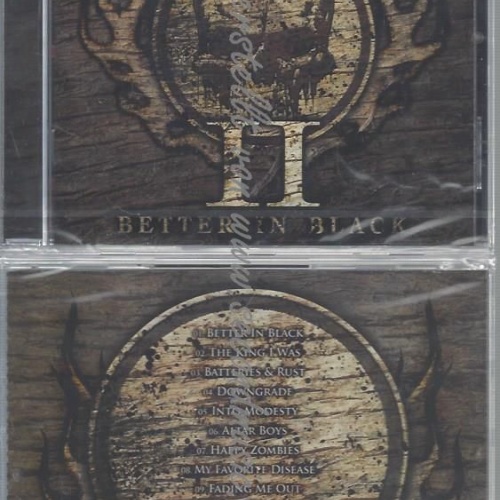 II
BETTER IN BLACK
01 BETTER IN BLACK
02 THE KING I WAS
03 BATTERIES & RUST
04 DOWNGRADE
05 INTO MODESTY
06 ALTAR BOYS
07 HAPPY ZOMBIES
08 MY FAVORITE DISEASE
09 FADING ME OUT